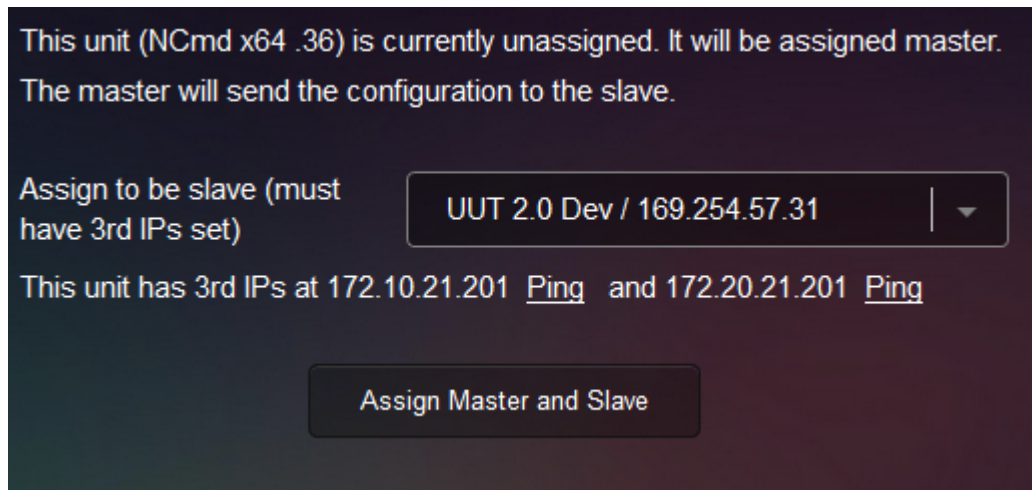 This unit (NCmd x64 .36) is currently unassigned. It will be assigned master.
The master will send the configuration to the slave.
Assign to be slave (must
have 3rd IPs set)
UUT 2.0 Dev / 169.254.57.31
This unit has 3rd IPs at 172.10.21.201 Ping and 172.20.21.201 Ping
Assign Master and Slave